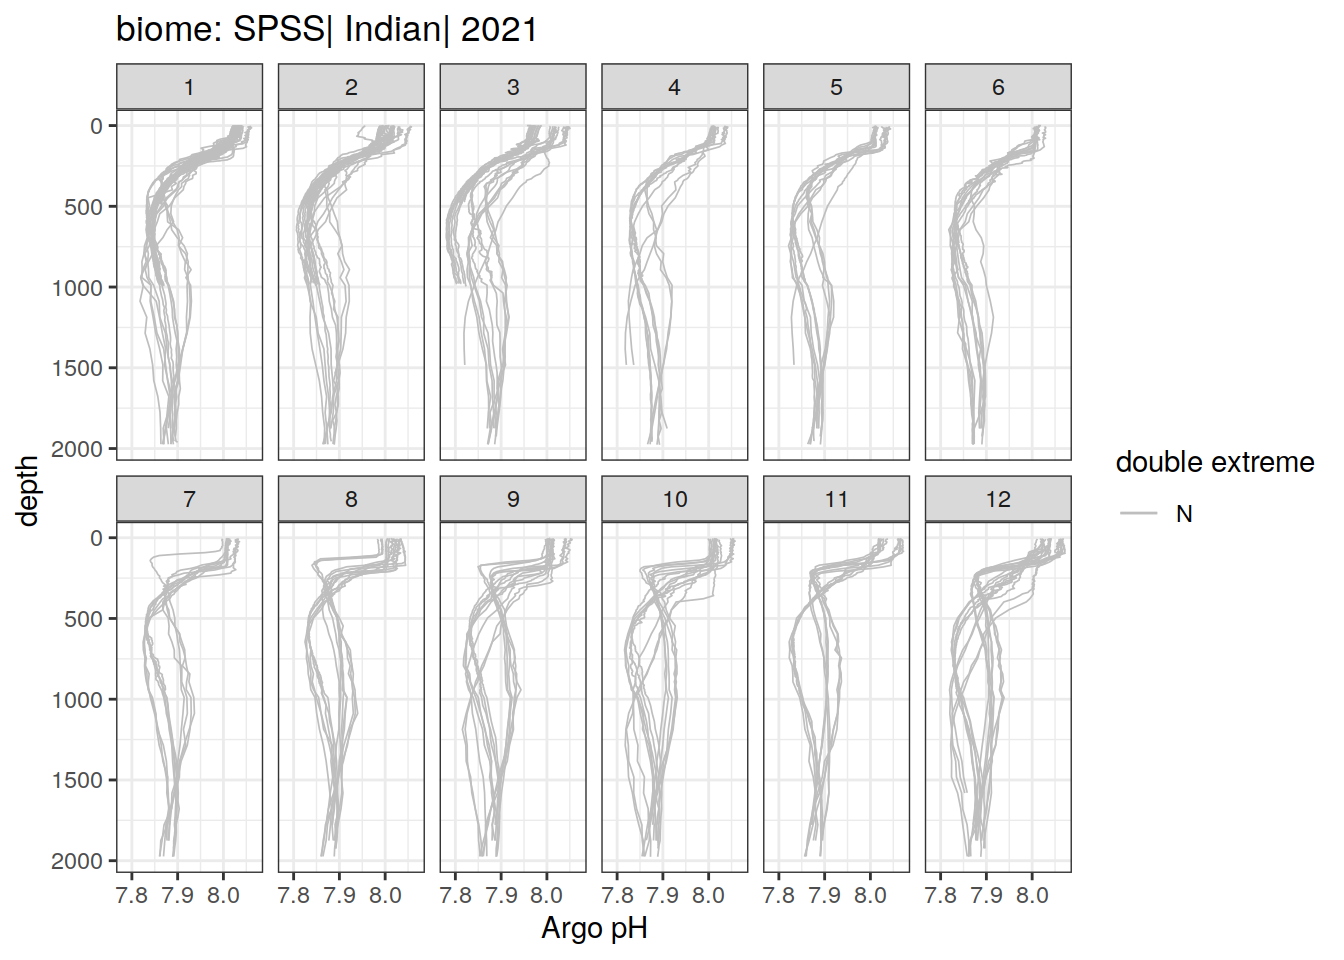 biome: SPSS| Indian| 2021
1 2 3 4 5 6
0
500
1000
1500
2000
7 8 9 10 11 12
0
500
1000
1500
2000
7.8 7.9 8.0 7.8 7.9 8.0 7.8 7.9 8.0 7.8 7.9 8.0 7.8 7.9 8.0 7.8 7.9 8.0
Argo pH
depth
double extreme
N